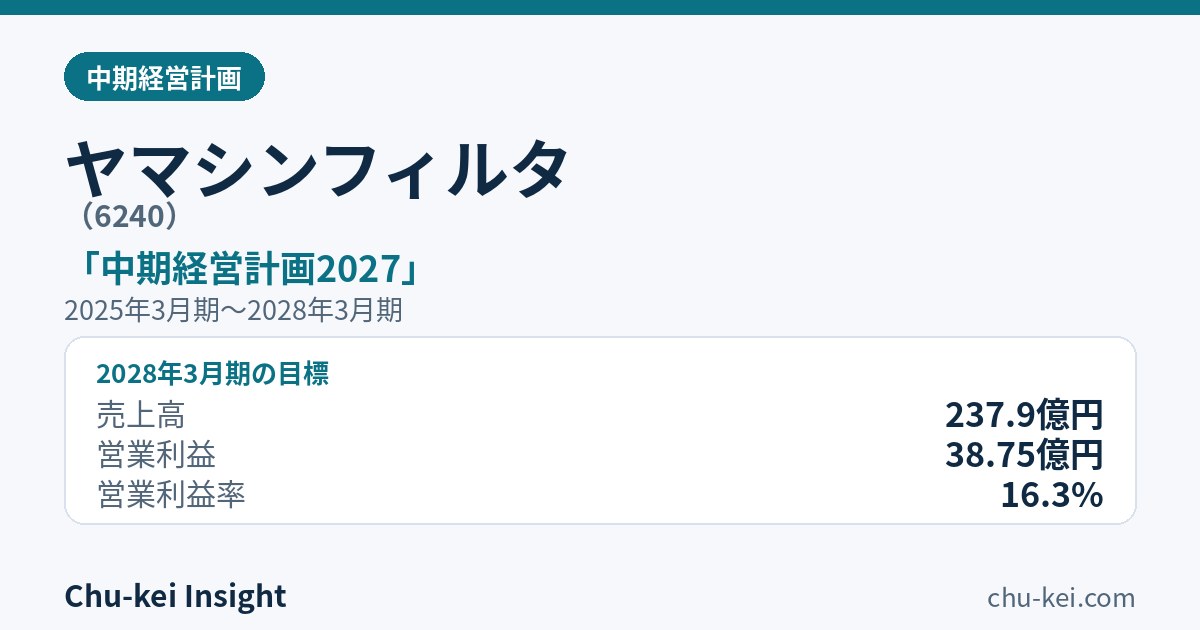 中期経営計画
ヤマシンフィルタ
（6240）
「中期経営計画2027」
2025年3月期〜2028年3月期
2028年3月期の目標
売上高 237.9億円
営業利益 38.75億円
営業利益率 16.3%
Chu-kei Insight chu-kei.com